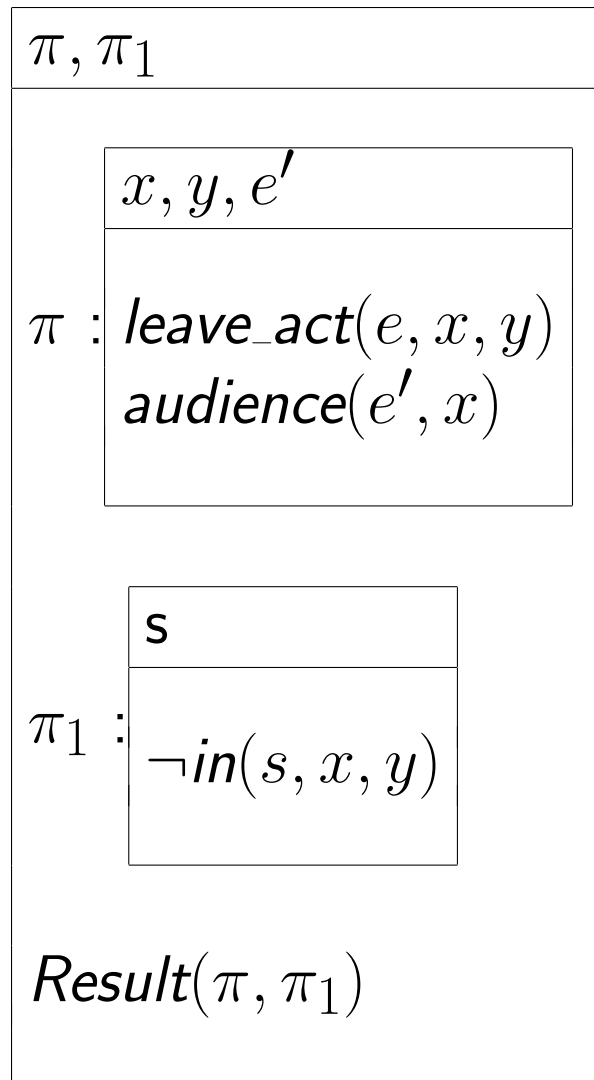 π, π₁
x, y, e′
π : leave_act(e, x, y)
audience(e′, x)
s
π₁ :
¬in(s, x, y)
Result(π, π₁)